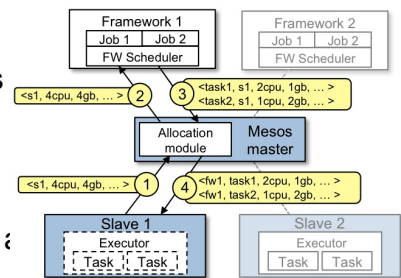 Framework 1
Job 1 Job 2
FW Scheduler
Framework 2
Job 1 Job 2
FW Scheduler
s
<s1, 4cpu, 4gb, … >
2
3
<task1, s1, 2cpu, 1gb, … >
<task2, s1, 1cpu, 2gb, … >
Allocation
module
Mesos
master
<s1, 4cpu, 4gb, … >
1
4
<fw1, task1, 2cpu, 1gb, … >
<fw1, task2, 1cpu, 2gb, … >
Slave 1
Executor
Task Task
Slave 2
Executor
Task Task